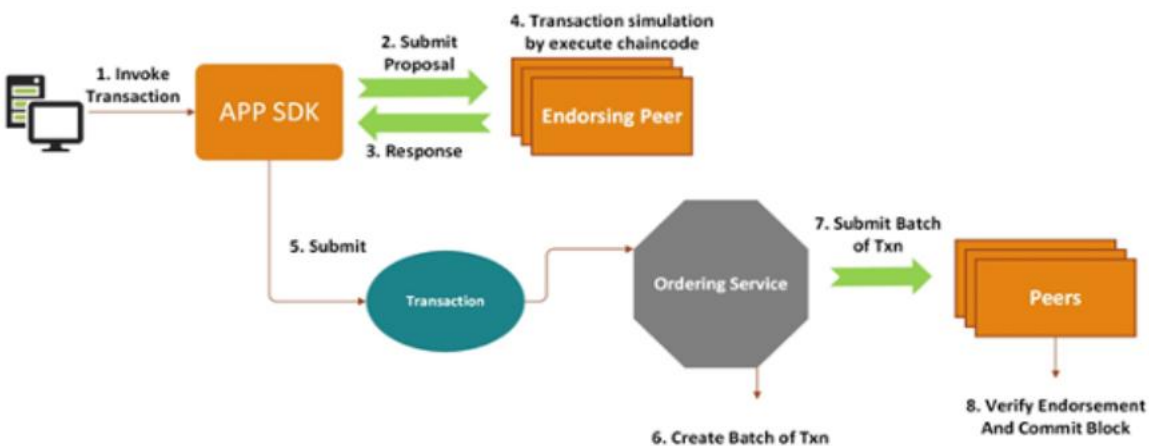 1. Invoke
Transaction
APP SDK
2. Submit
Proposal
3. Response
4. Transaction simulation
by execute chaincode
Endorsing Peer
5. Submit
Transaction
Ordering Service
6. Create Batch of Txn
7. Submit Batch
of Txn
Peers
8. Verify Endorsement
And Commit Block